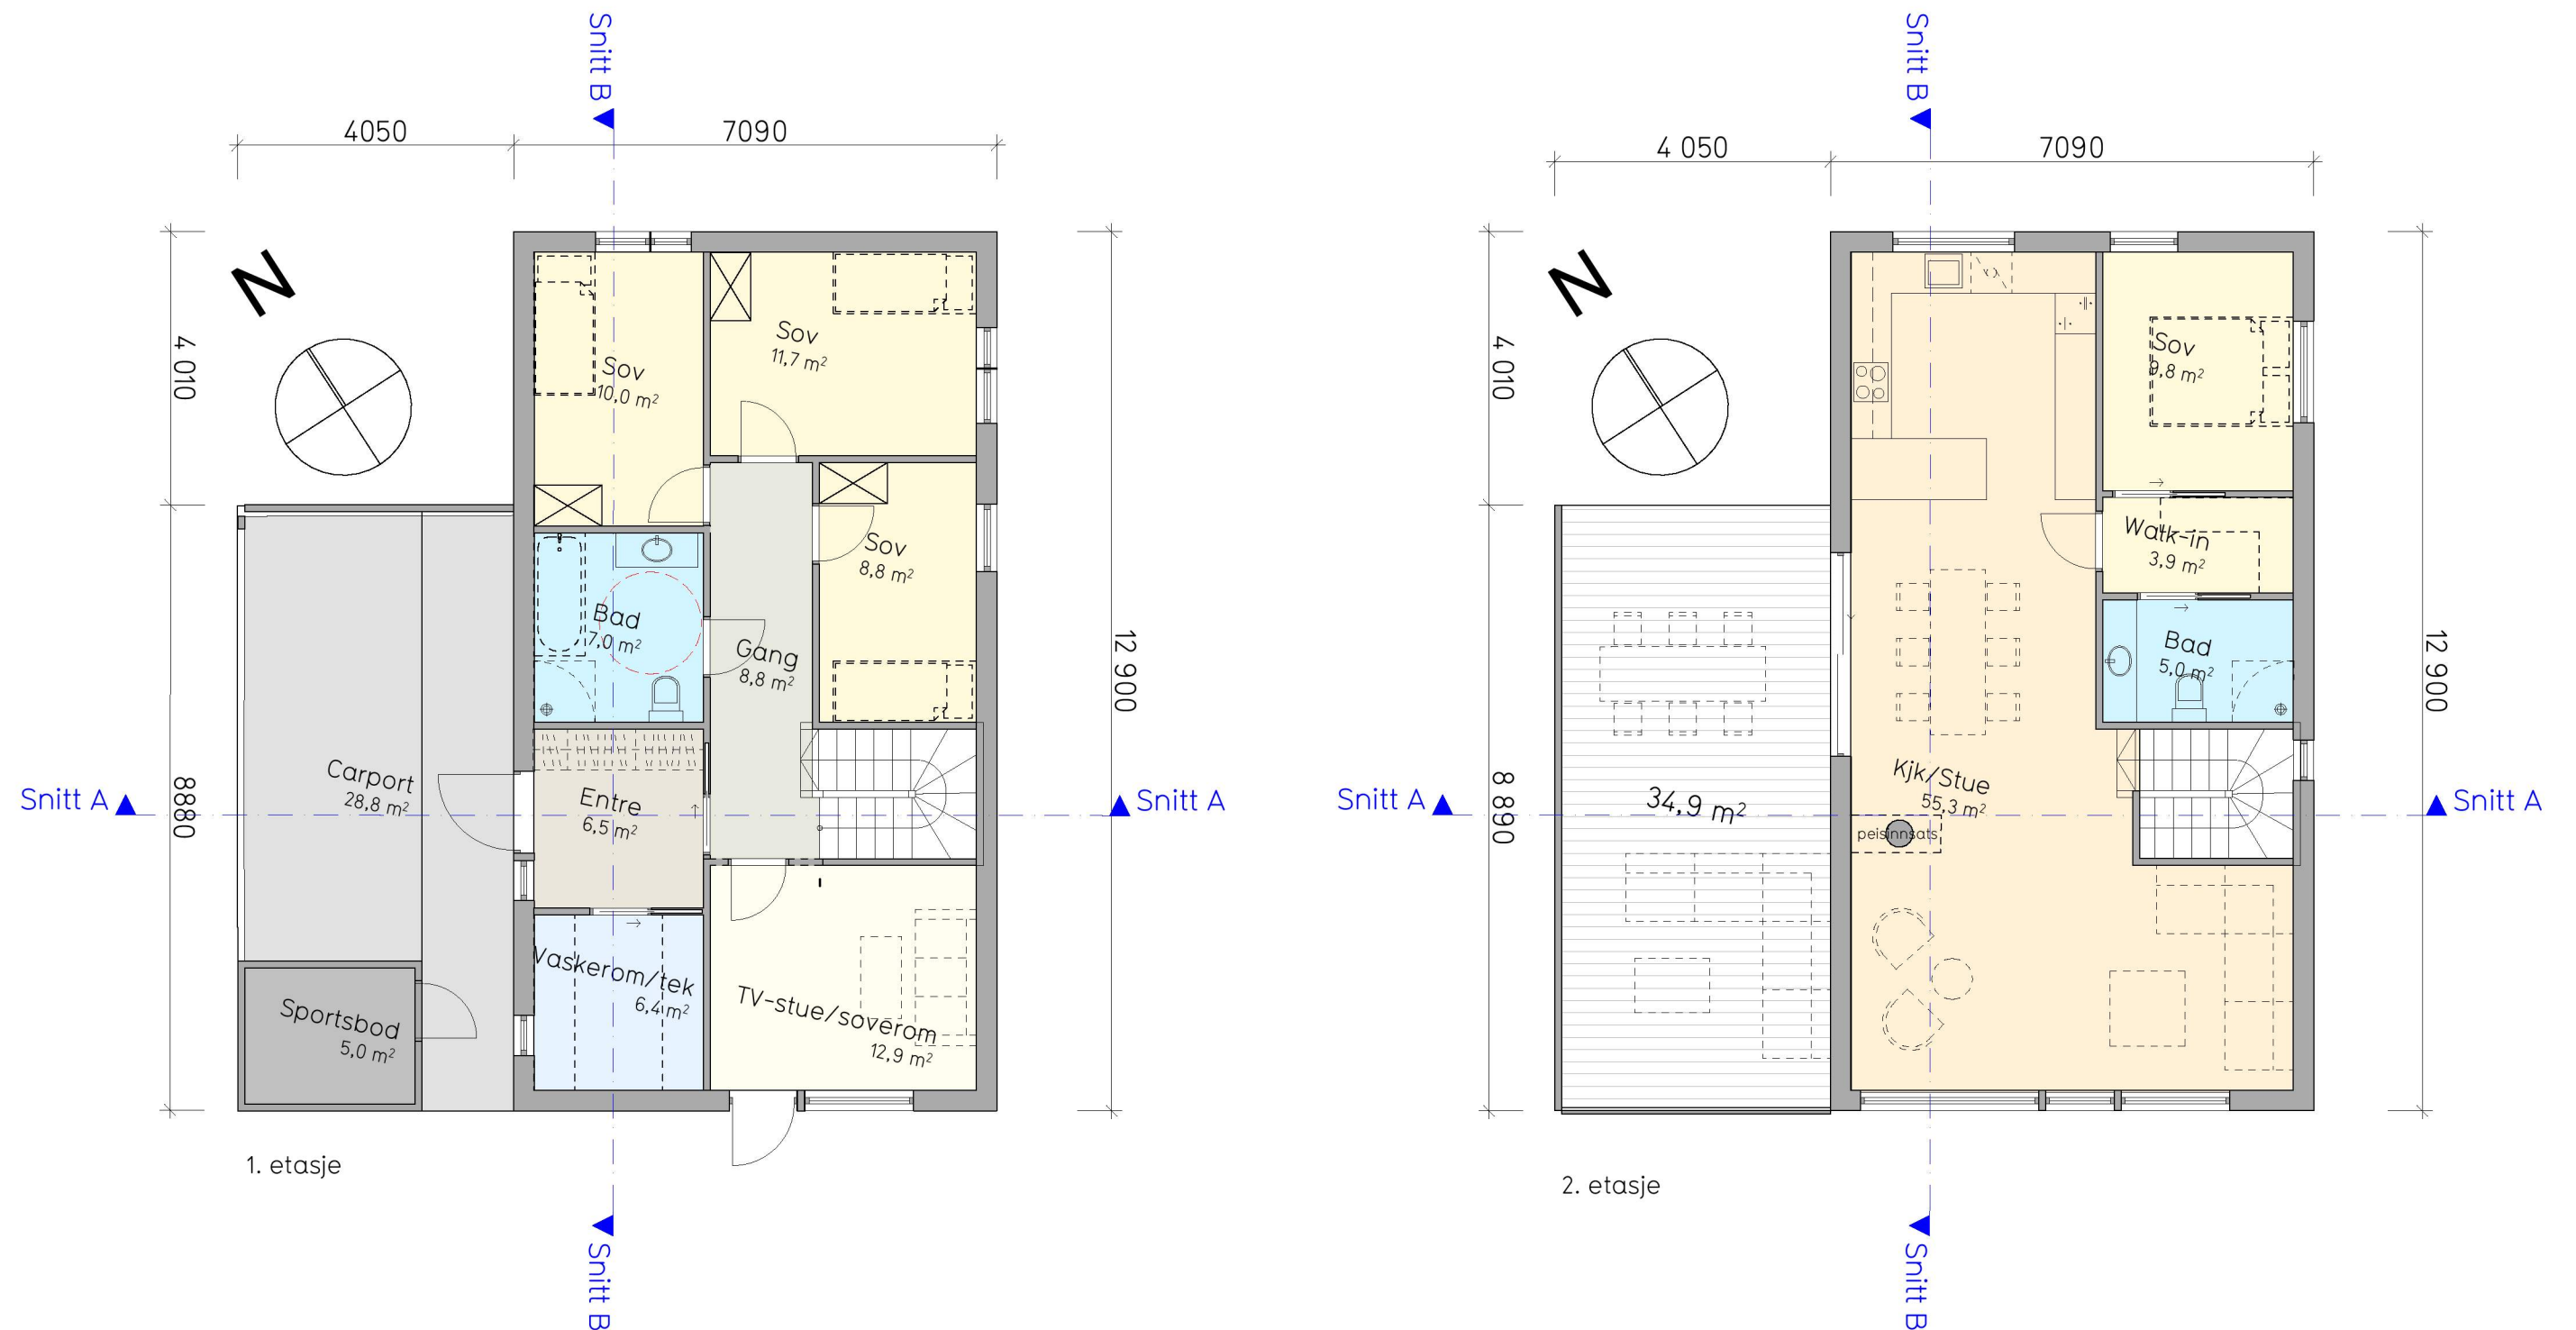 Snitt B
4050
7090
N
4 010
8880
12 900
Sov
10,0 m²
Sov
11,7 m²
Sov
8,8 m²
Bad
7,0 m²
Gang
8,8 m²
Carport
28,8 m²
Entre
6,5 m²
Snitt A
Snitt A
Vaskerom/tek
6,4 m²
Sportsbod
5,0 m²
TV-stue/soverom
12,9 m²
1. etasje
Snitt B
Snitt B
4 050
7090
N
4 010
8 890
12 900
Sov
9,8 m²
Walk-in
3,9 m²
Bad
5,0 m²
Kjk/Stue
55,3 m²
34,9 m²
peisinnsats
Snitt A
Snitt A
2. etasje
Snitt B